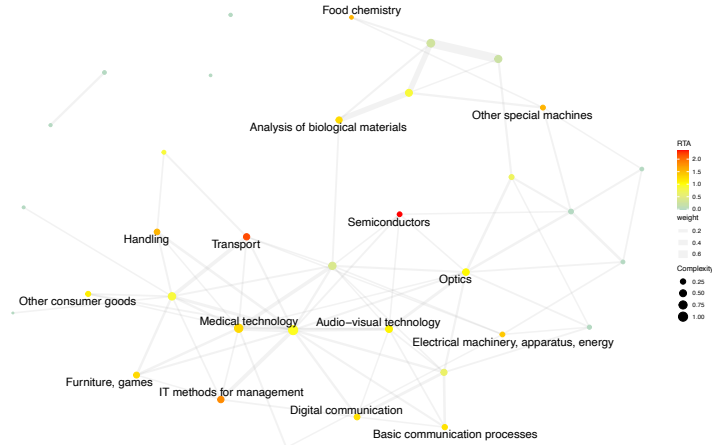 Food chemistry
Other special machines
Analysis of biological materials
Semiconductors
Handling
Transport
Optics
Other consumer goods
Medical technology
Audio−visual technology
Electrical machinery, apparatus, energy
Furniture, games
IT methods for management
Digital communication
Basic communication processes
RTA
2.0
1.5
1.0
0.5
0.0
weight
0.2
0.4
0.6
Complexity
0.25
0.50
0.75
1.00